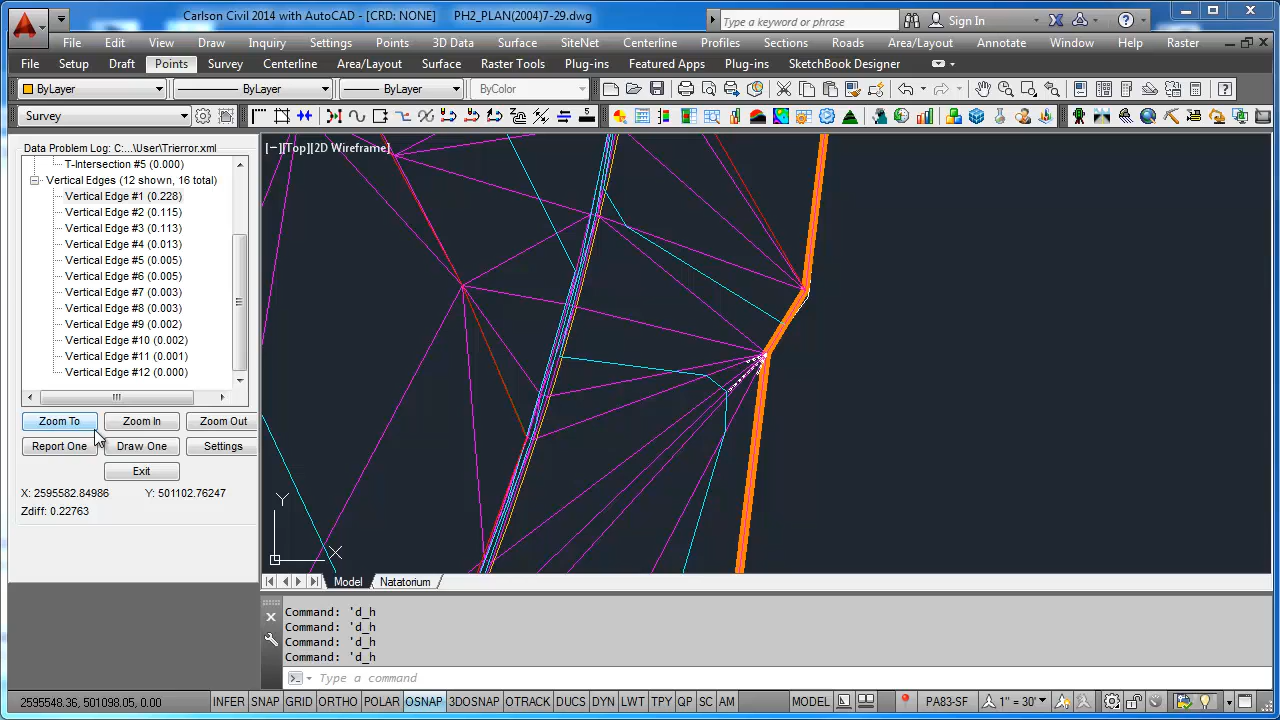 Carlson Civil 2014 with AutoCAD - [CRD: NONE] PH2_PLAN(2004)7-29.dwg
Type a keyword or phrase
Sign In
File Edit View Draw Inquiry Settings Points 3D Data Surface SiteNet Centerline Profiles Sections Roads Area/Layout Annotate Window Help Raster
File Setup Draft Points Survey Centerline Area/Layout Surface Raster Tools Plug-ins Featured Apps Plug-ins SketchBook Designer
ByLayer ByLayer ByLayer ByColor
Survey
Data Problem Log: C:...\User\Trierror.xml
T-Intersection #5 (0.000)
Vertical Edges (12 shown, 16 total)
Vertical Edge #1 (0.228)
Vertical Edge #2 (0.115)
Vertical Edge #3 (0.113)
Vertical Edge #4 (0.013)
Vertical Edge #5 (0.005)
Vertical Edge #6 (0.005)
Vertical Edge #7 (0.003)
Vertical Edge #8 (0.003)
Vertical Edge #9 (0.002)
Vertical Edge #10 (0.002)
Vertical Edge #11 (0.001)
Vertical Edge #12 (0.000)
Zoom To Zoom In Zoom Out
Report One Draw One Settings
Exit
X: 2595582.84986 Y: 501102.76247
Zdiff: 0.22763
[−][Top][2D Wireframe]
Y
X
Model Natatorium
Command: 'd_h
Command: 'd_h
Command: 'd_h
Command: 'd_h
Type a command
2595548.36, 501098.05, 0.00 INFER SNAP GRID ORTHO POLAR OSNAP 3DOSNAP OTRACK DUCS DYN LWT TPY QP SC AM MODEL PA83-SF 1" = 30'